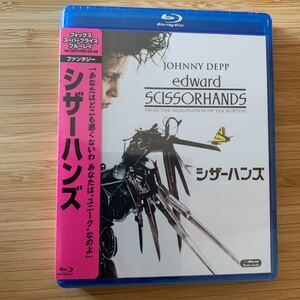 Blu-ray Disc
フォックス
スーパープライス
ブルーレイ
ファンタジー
「あなたはどこも悪くないわ
あなたは、"ユニーク"なのよ」
シザーハンズ
JOHNNY DEPP
edward
SCISSORHANDS
FROM THE IMAGINATION OF TIM BURTON
シザーハンズ